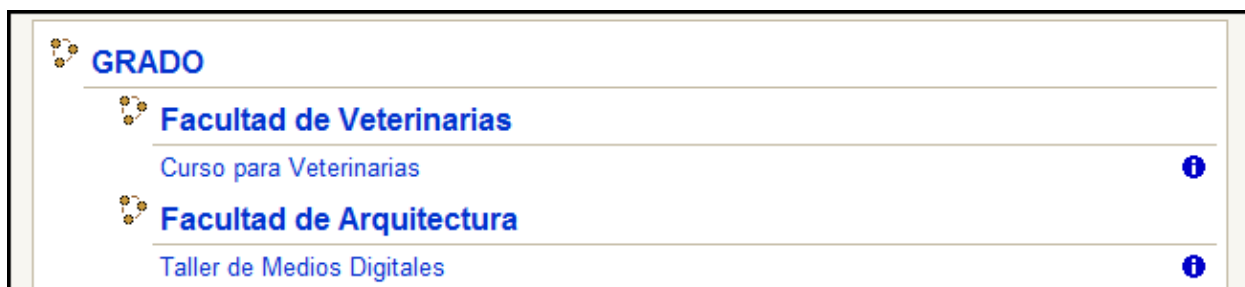 GRADO
Facultad de Veterinarias
Curso para Veterinarias
Facultad de Arquitectura
Taller de Medios Digitales